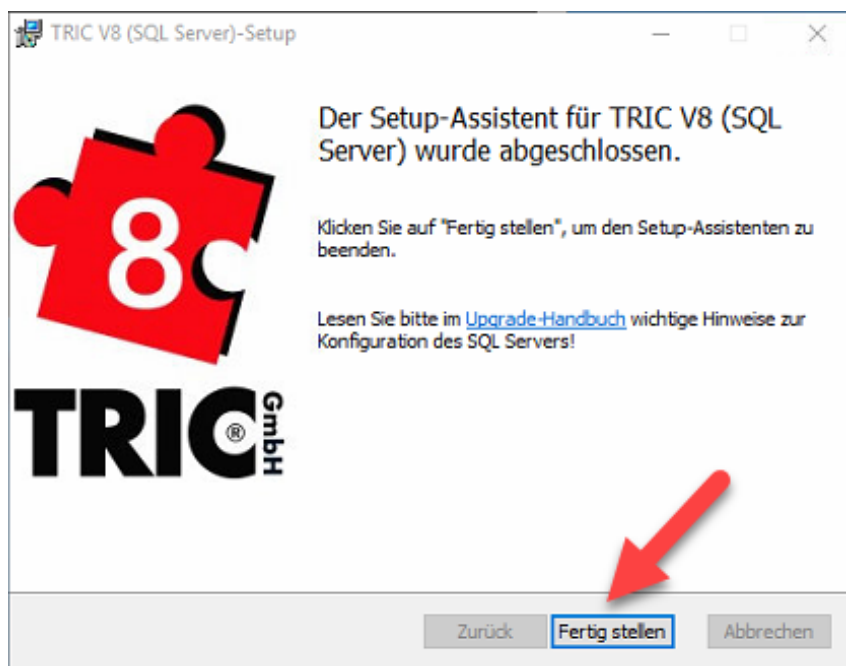 TRIC V8 (SQL Server)-Setup
Der Setup-Assistent für TRIC V8 (SQL
Server) wurde abgeschlossen.
Klicken Sie auf "Fertig stellen", um den Setup-Assistenten zu
beenden.
Lesen Sie bitte im Upgrade-Handbuch wichtige Hinweise zur
Konfiguration des SQL Servers!
8
TRIC® GmbH
Zurück
Fertig stellen
Abbrechen